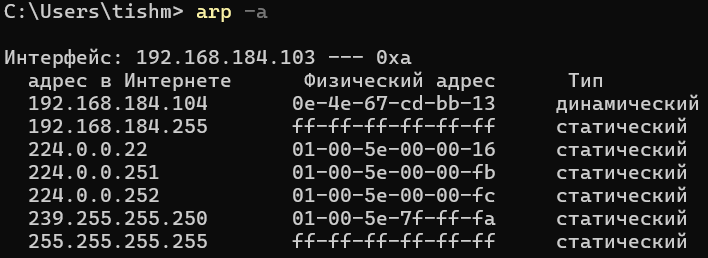 C:\Users\tishm> arp -a
Интерфейс: 192.168.184.103 --- 0xa
адрес в Интернете Физический адрес Тип
192.168.184.104 0e-4e-67-cd-bb-13 динамический
192.168.184.255 ff-ff-ff-ff-ff-ff статический
224.0.0.22 01-00-5e-00-00-16 статический
224.0.0.251 01-00-5e-00-00-fb статический
224.0.0.252 01-00-5e-00-00-fc статический
239.255.255.250 01-00-5e-7f-ff-fa статический
255.255.255.255 ff-ff-ff-ff-ff-ff статический